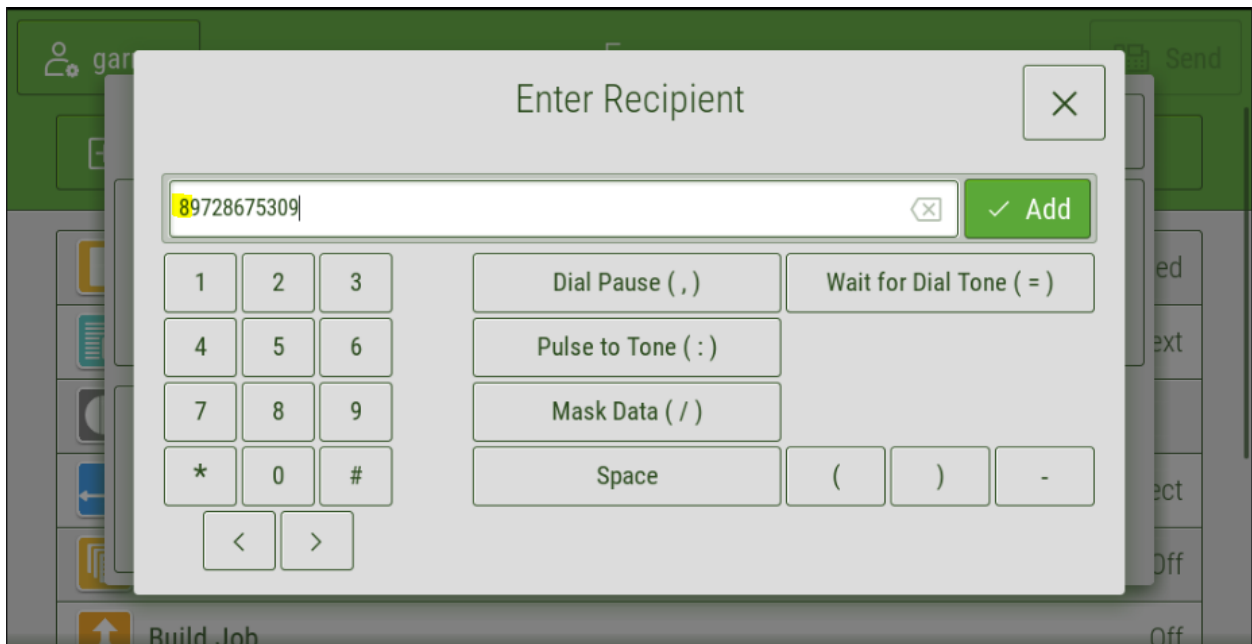 Send
Enter Recipient
89728675309
Add
1 2 3 Dial Pause ( , ) Wait for Dial Tone ( = )
4 5 6 Pulse to Tone ( : )
7 8 9 Mask Data ( / )
* 0 # Space ( ) -
< >
Off
Build Job Off